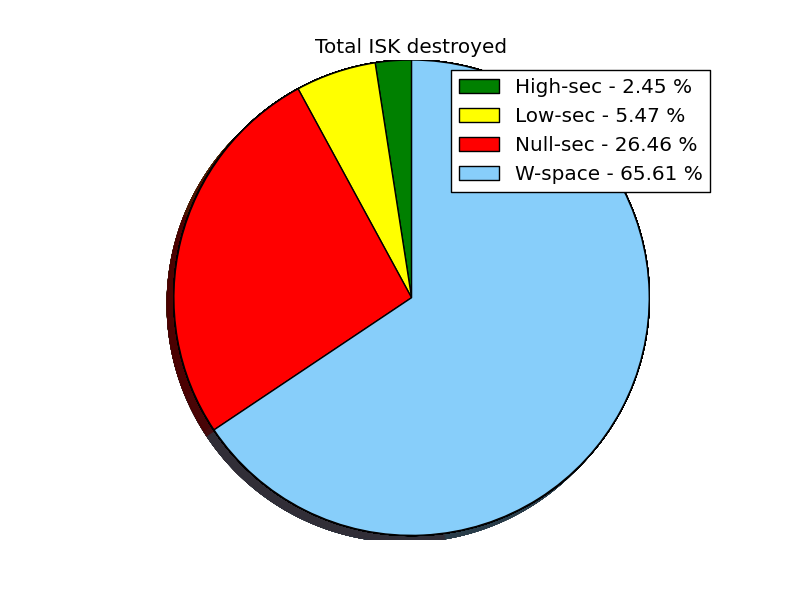 Total ISK destroyed
High-sec - 2.45 %
Low-sec - 5.47 %
Null-sec - 26.46 %
W-space - 65.61 %